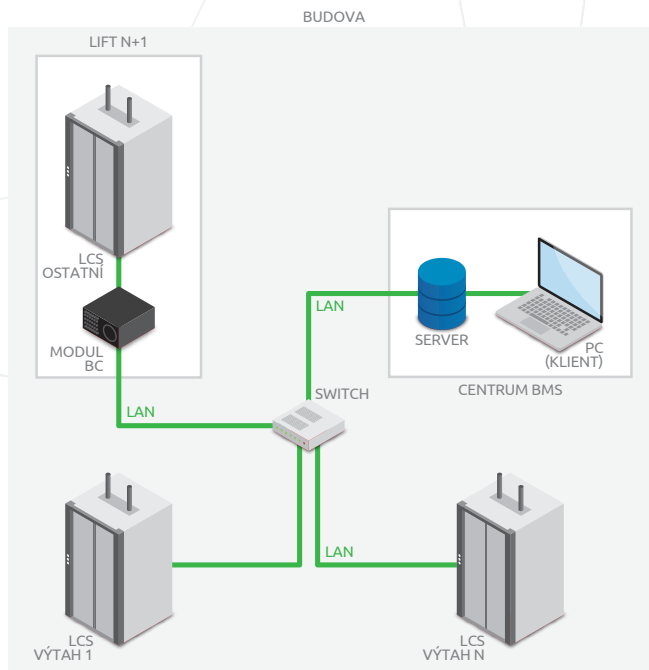 BUDOVA
LIFT N+1
LCS
OSTATNÍ
MODUL
BC
LAN
LAN
SERVER
PC
(KLIENT)
CENTRUM BMS
SWITCH
LAN
LCS
VÝTAH 1
LCS
VÝTAH N